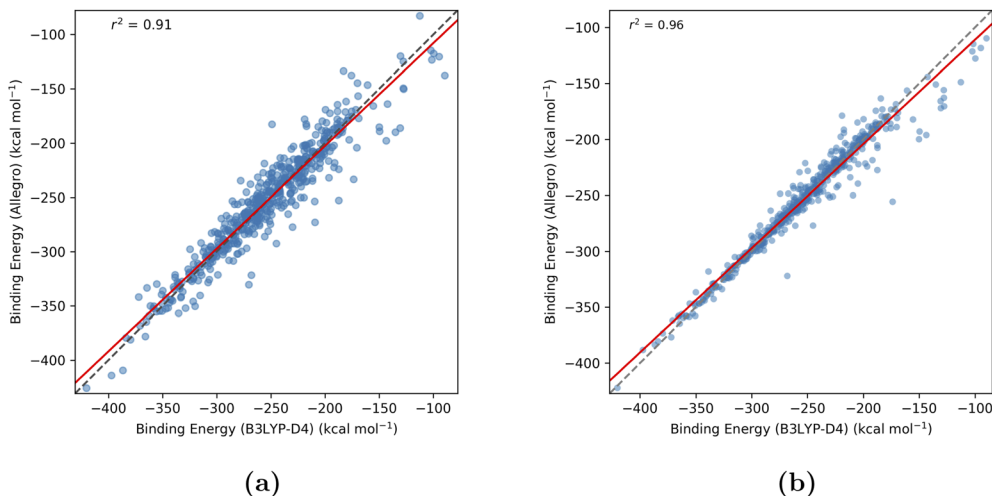 r² = 0.91
Binding Energy (Allegro) (kcal mol⁻¹)
−100
−150
−200
−250
−300
−350
−400
−400 −350 −300 −250 −200 −150 −100
Binding Energy (B3LYP-D4) (kcal mol⁻¹)
(a)
r² = 0.96
Binding Energy (Allegro) (kcal mol⁻¹)
−100
−150
−200
−250
−300
−350
−400
−400 −350 −300 −250 −200 −150 −100
Binding Energy (B3LYP-D4) (kcal mol⁻¹)
(b)